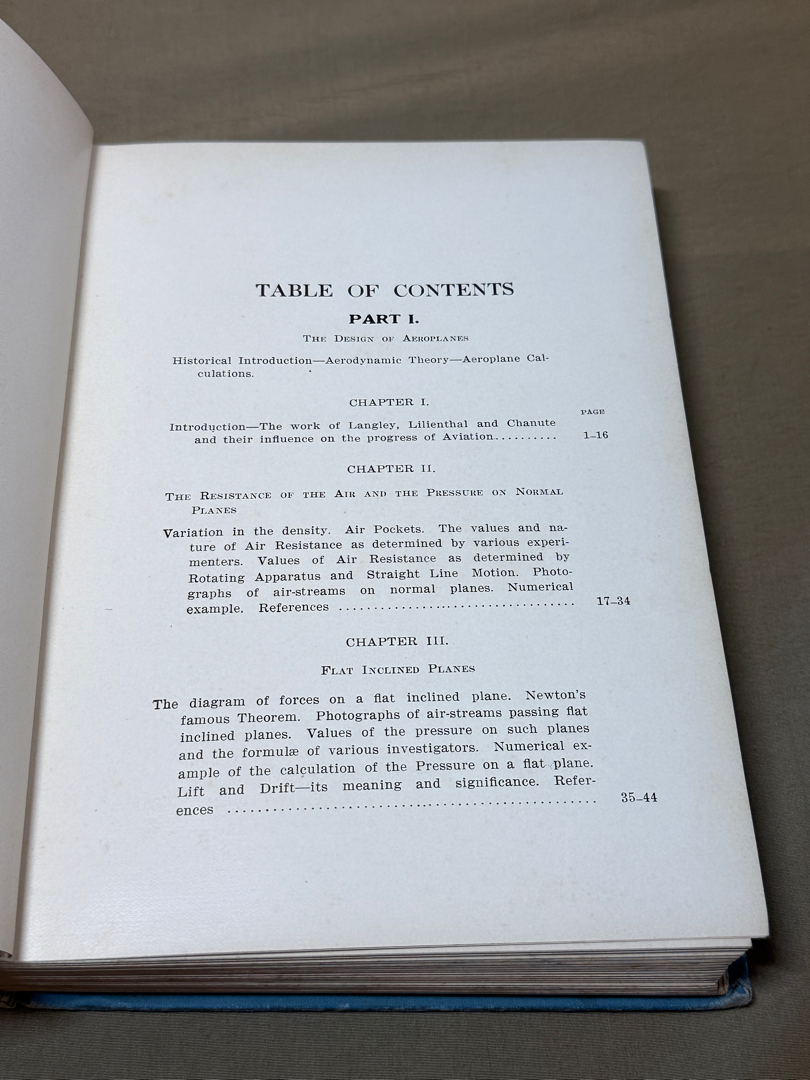 TABLE OF CONTENTS
PART I.
The Design of Aeroplanes
Historical Introduction—Aerodynamic Theory—Aeroplane Cal-
culations.
CHAPTER I.
PAGE
Introduction—The work of Langley, Lilienthal and Chanute
and their influence on the progress of Aviation.......... 1–16
CHAPTER II.
The Resistance of the Air and the Pressure on Normal
Planes
Variation in the density. Air Pockets. The values and na-
ture of Air Resistance as determined by various experi-
menters. Values of Air Resistance as determined by
Rotating Apparatus and Straight Line Motion. Photo-
graphs of air-streams on normal planes. Numerical
example. References .................................. 17–34
CHAPTER III.
Flat Inclined Planes
The diagram of forces on a flat inclined plane. Newton's
famous Theorem. Photographs of air-streams passing flat
inclined planes. Values of the pressure on such planes
and the formulæ of various investigators. Numerical ex-
ample of the calculation of the Pressure on a flat plane.
Lift and Drift—its meaning and significance. Refer-
ences ................................................ 35–44